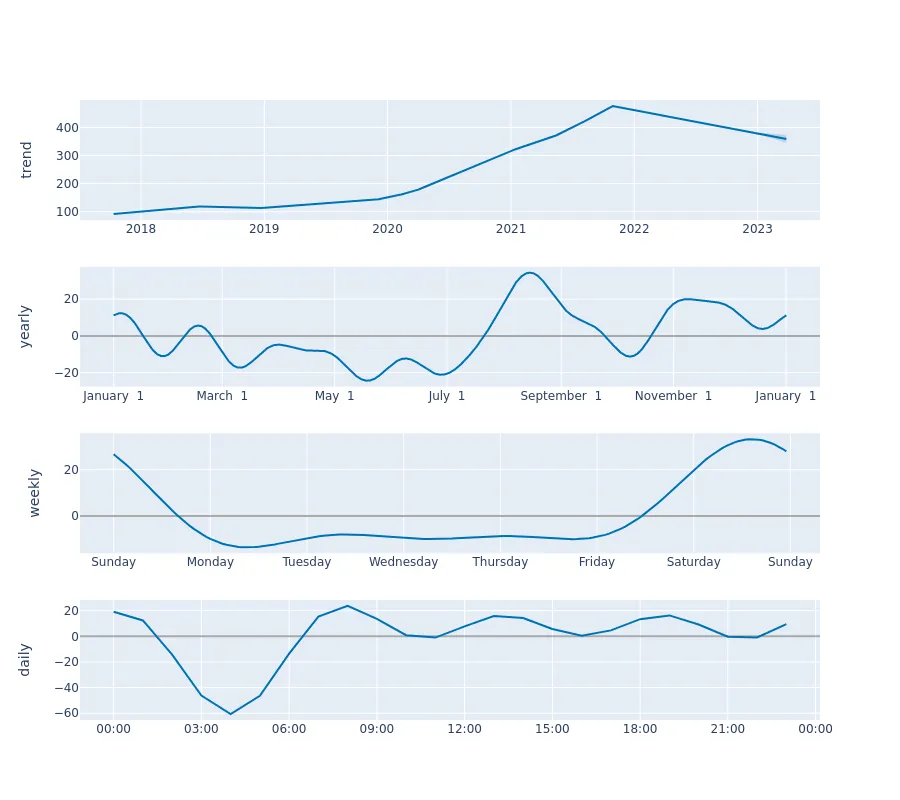 trend
400
300
200
100
2018 2019 2020 2021 2022 2023
yearly
20
0
−20
January 1 March 1 May 1 July 1 September 1 November 1 January 1
weekly
20
0
Sunday Monday Tuesday Wednesday Thursday Friday Saturday Sunday
daily
20
0
−20
−40
−60
00:00 03:00 06:00 09:00 12:00 15:00 18:00 21:00 00:00